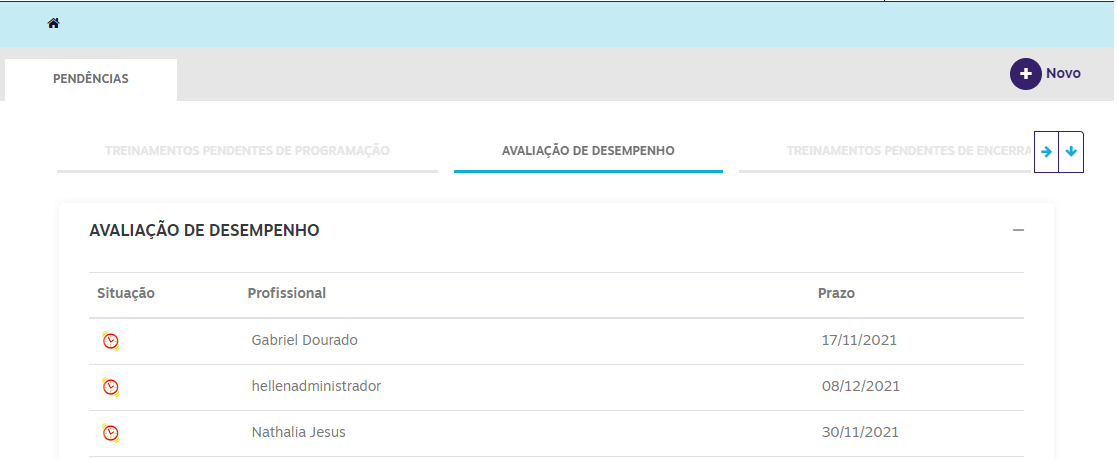 PENDÊNCIAS
Novo
TREINAMENTOS PENDENTES DE PROGRAMAÇÃO
AVALIAÇÃO DE DESEMPENHO
TREINAMENTOS PENDENTES DE ENCERRA
AVALIAÇÃO DE DESEMPENHO
Situação Profissional Prazo
Gabriel Dourado 17/11/2021
hellenadministrador 08/12/2021
Nathalia Jesus 30/11/2021